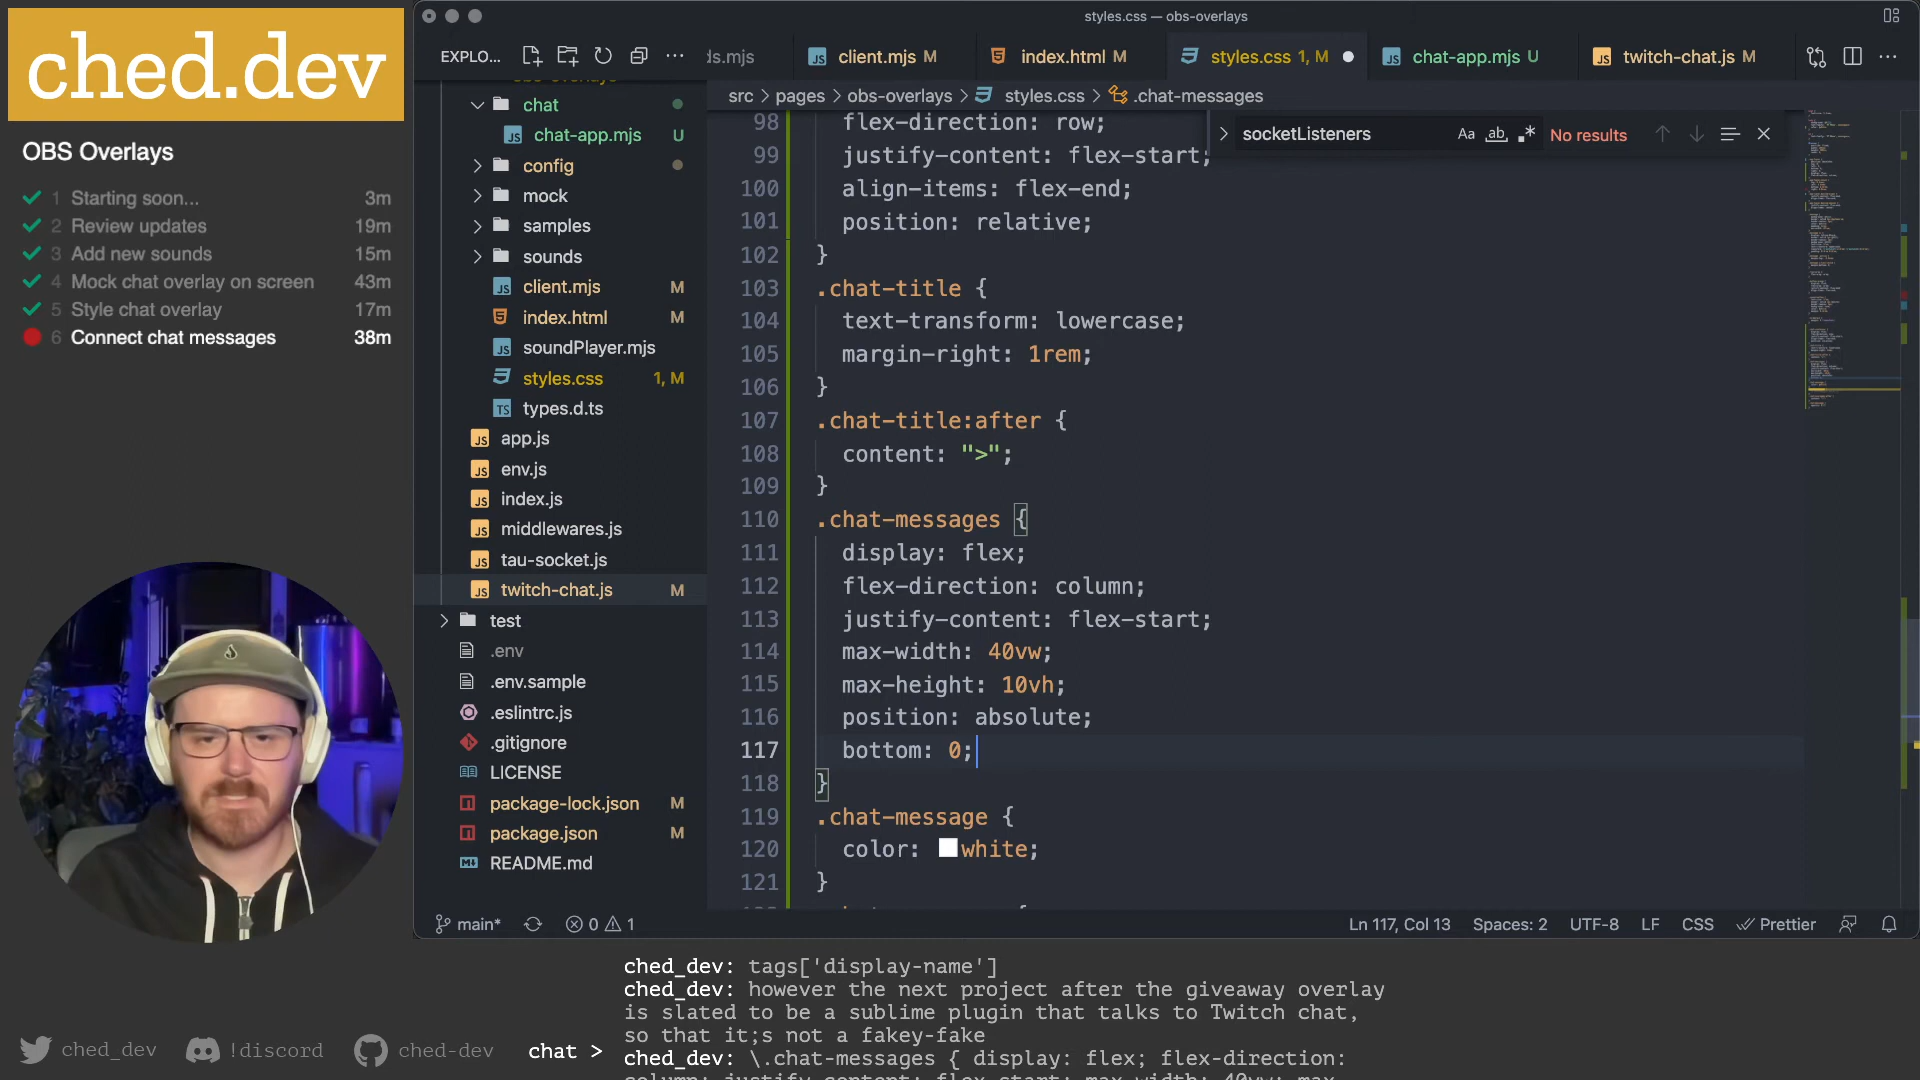 ched.dev
OBS Overlays
1 Starting soon... 3m
2 Review updates 19m
3 Add new sounds 15m
4 Mock chat overlay on screen 43m
5 Style chat overlay 17m
6 Connect chat messages 38m
styles.css — obs-overlays
EXPLO...
ds.mjs
client.mjs M
index.html M
styles.css 1, M
chat-app.mjs U
twitch-chat.js M
src > pages > obs-overlays > styles.css > .chat-messages
socketListeners
Aa
ab
No results
chat
chat-app.mjs U
config
mock
samples
sounds
client.mjs M
index.html M
soundPlayer.mjs
styles.css 1, M
types.d.ts
app.js
env.js
index.js
middlewares.js
tau-socket.js
twitch-chat.js M
test
.env
.env.sample
.eslintrc.js
.gitignore
LICENSE
package-lock.json M
package.json M
README.md
98 flex-direction: row;
99 justify-content: flex-start;
100 align-items: flex-end;
101 position: relative;
102 }
103 .chat-title {
104 text-transform: lowercase;
105 margin-right: 1rem;
106 }
107 .chat-title:after {
108 content: ">";
109 }
110 .chat-messages {
111 display: flex;
112 flex-direction: column;
113 justify-content: flex-start;
114 max-width: 40vw;
115 max-height: 10vh;
116 position: absolute;
117 bottom: 0;
118 }
119 .chat-message {
120 color: white;
121 }
main* 0 1
Ln 117, Col 13
Spaces: 2
UTF-8
LF
CSS
Prettier
ched_dev
!discord
ched-dev
chat >
ched_dev: tags['display-name']
ched_dev: however the next project after the giveaway overlay
is slated to be a sublime plugin that talks to Twitch chat,
so that it;s not a fakey-fake
ched_dev: \.chat-messages { display: flex; flex-direction:
column; justify-content: flex-start; max-width: 40vw; max-